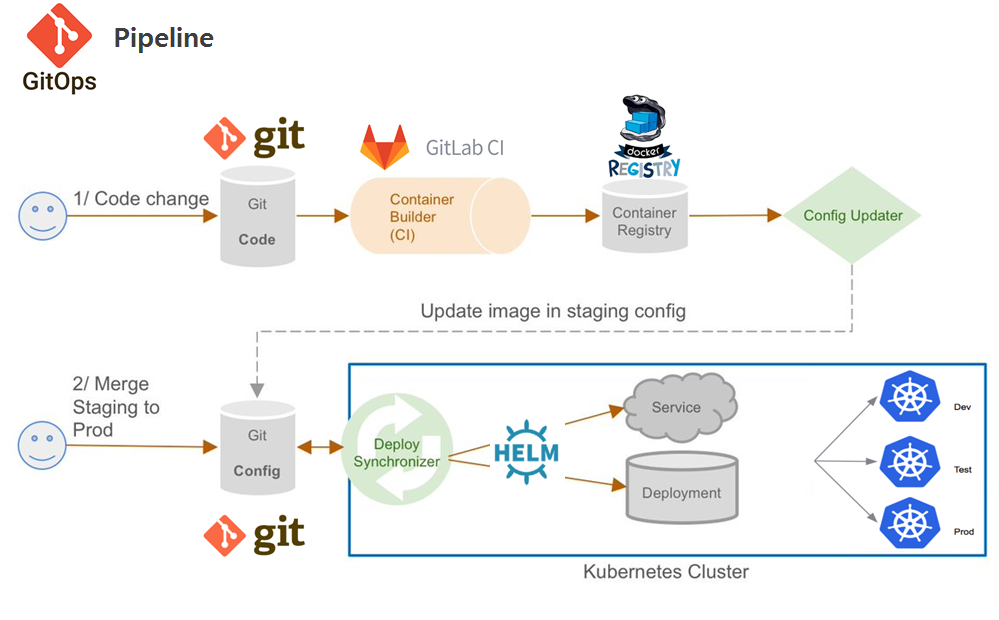 Pipeline
GitOps
git
GitLab CI
docker
REGISTRY
1/ Code change
Git
Code
Container
Builder
(CI)
Container
Registry
Config Updater
Update image in staging config
2/ Merge
Staging to
Prod
Git
Config
Deploy
Synchronizer
HELM
Service
Deployment
Dev
Test
Prod
git
Kubernetes Cluster